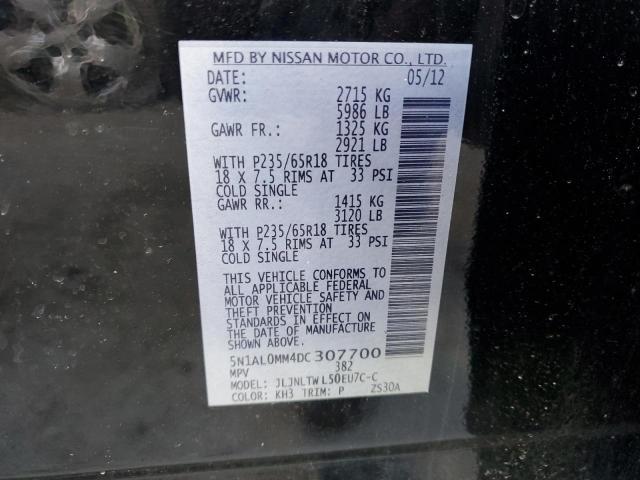 MFD BY NISSAN MOTOR CO., LTD.
DATE: 05/12
GVWR: 2715 KG
5986 LB
GAWR FR.: 1325 KG
2921 LB
WITH P235/65R18 TIRES
18 X 7.5 RIMS AT 33 PSI
COLD SINGLE
GAWR RR.: 1415 KG
3120 LB
WITH P235/65R18 TIRES
18 X 7.5 RIMS AT 33 PSI
COLD SINGLE
THIS VEHICLE CONFORMS TO
ALL APPLICABLE FEDERAL
MOTOR VEHICLE SAFETY AND
THEFT PREVENTION
STANDARDS IN EFFECT ON
THE DATE OF MANUFACTURE
SHOWN ABOVE.
5N1AL0MM4DC307700
MPV 382
MODEL: JLJNLTWL50EU7C-C
COLOR: KH3 TRIM: P ZS30A